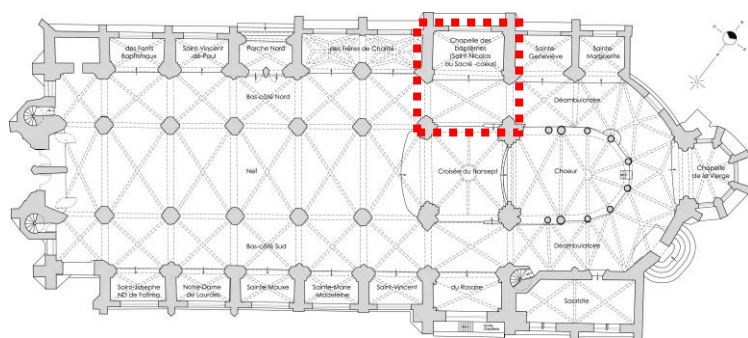 des Fonts
Baptismaux
Saint-Vincent
de-Paul
Porche Nord
des Frères de Charité
Chapelle des
baptêmes
(Saint-Nicolas
ou Sacré -coeur)
Sainte
Geneviève
Sainte
Marguerite
Bas-côté Nord
Déambulatoire
Nef
Croisée du transept
Choeur
Chapelle
de la Vierge
Bas-côté Sud
Déambulatoire
Saint-Josephe
ND de Fatima
Notre-Dame
de Lourdes
Sainte-Mauxe
Sainte-Marie
Madeleine
Saint-Vincent
du Rosaire
Sacristie